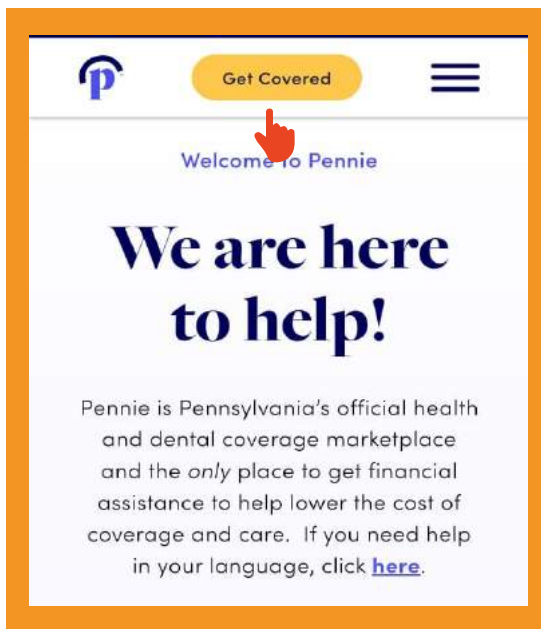 p
Get Covered
Welcome to Pennie
We are here
to help!
Pennie is Pennsylvania's official health
and dental coverage marketplace
and the only place to get financial
assistance to help lower the cost of
coverage and care.  If you need help
in your language, click here.